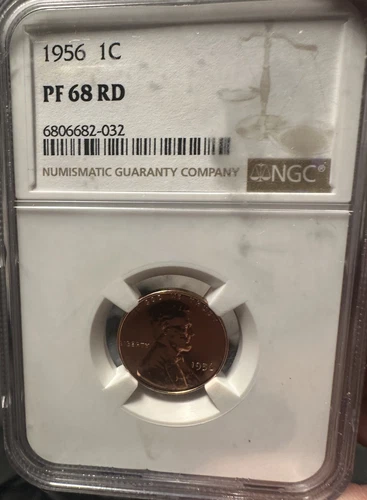 1956 1C
PF 68 RD
6806682-032
NUMISMATIC GUARANTY COMPANY NGC®
LIBERTY
1956